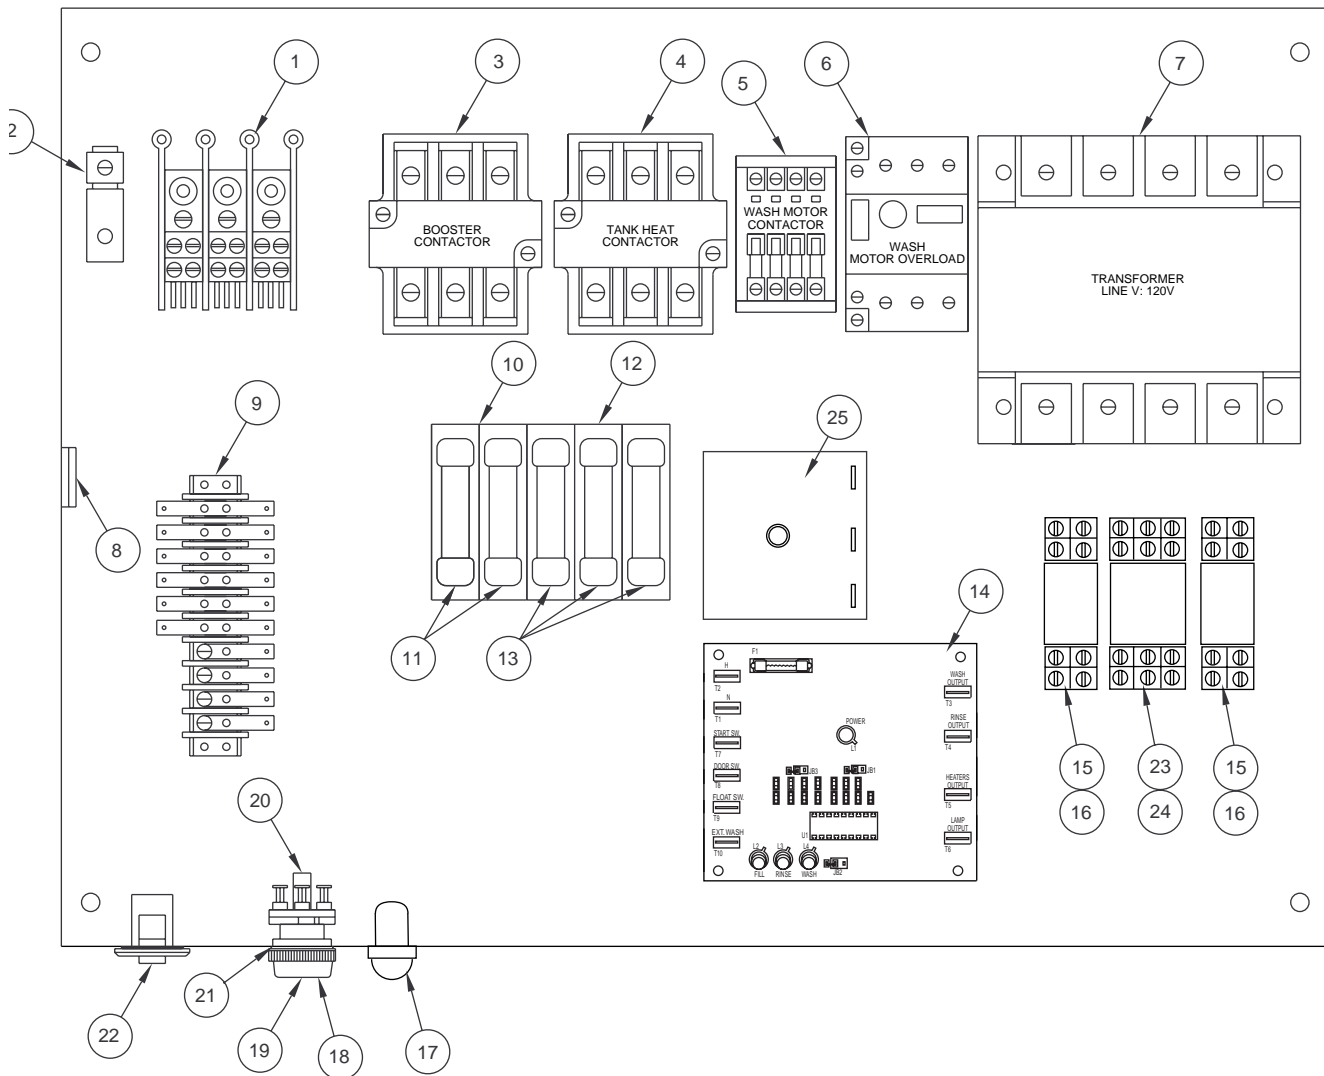 1
2
3
4
5
6
7
BOOSTER
CONTACTOR
TANK HEAT
CONTACTOR
WASH MOTOR
CONTACTOR
WASH
MOTOR OVERLOAD
TRANSFORMER
LINE V: 120V
8
9
10
12
25
11
13
14
H
T2
N
T1
START SW.
T7
DOOR SW.
T8
FLOAT SW.
T9
EXT. WASH
T10
F1
POWER
L1
JB3
JB1
U1
L2
FILL
L3
RINSE
L4
WASH
JB2
WASH
OUTPUT
T3
RINSE
OUTPUT
T4
HEATERS
OUTPUT
T5
LAMP
OUTPUT
T6
15
16
23
24
15
16
20
21
22
19
18
17